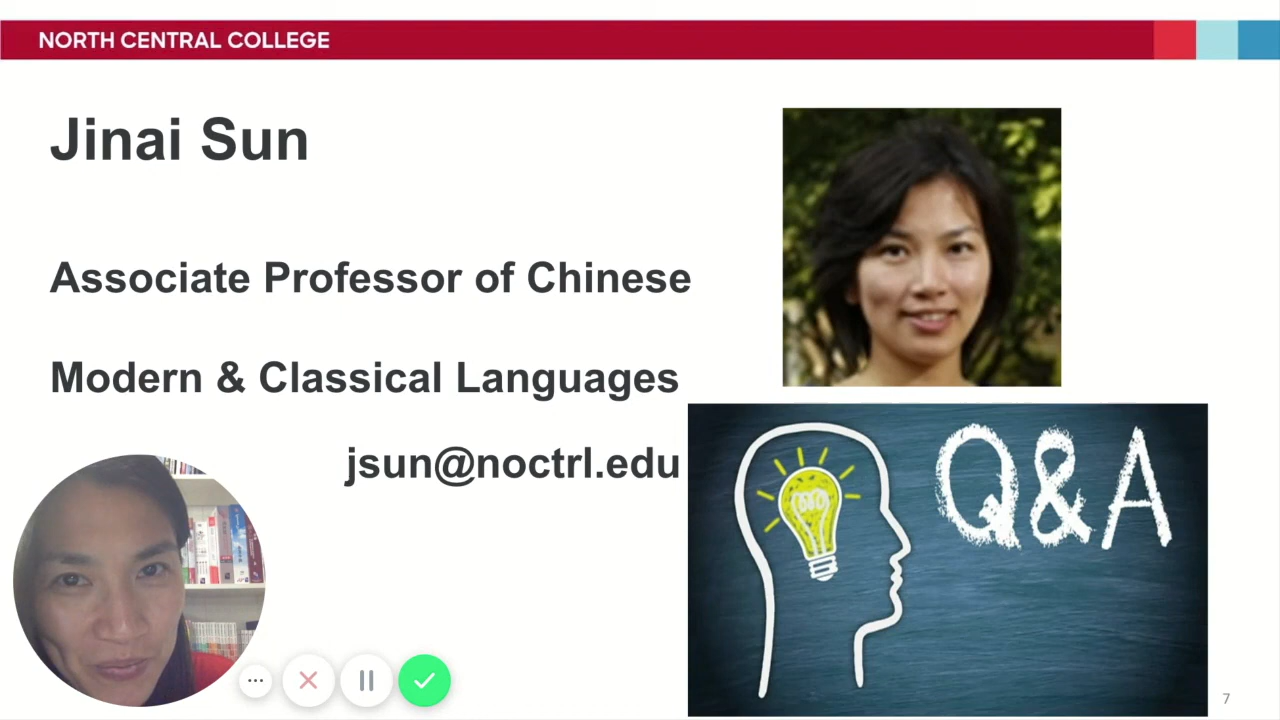 NORTH CENTRAL COLLEGE
Jinai Sun
Associate Professor of Chinese
Modern & Classical Languages
jsun@noctrl.edu
Q&A
7